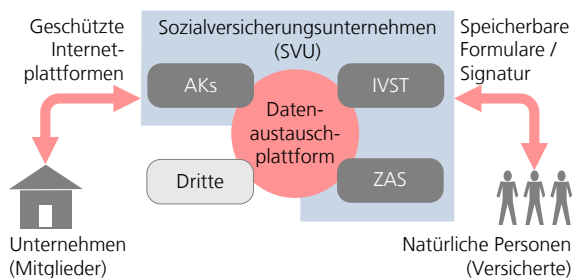 Geschützte
Internet-
plattformen
Sozialversicherungsunternehmen
(SVU)
Speicherbare
Formulare /
Signatur
AKs
IVST
Daten-
austausch-
plattform
Dritte
ZAS
Unternehmen
(Mitglieder)
Natürliche Personen
(Versicherte)